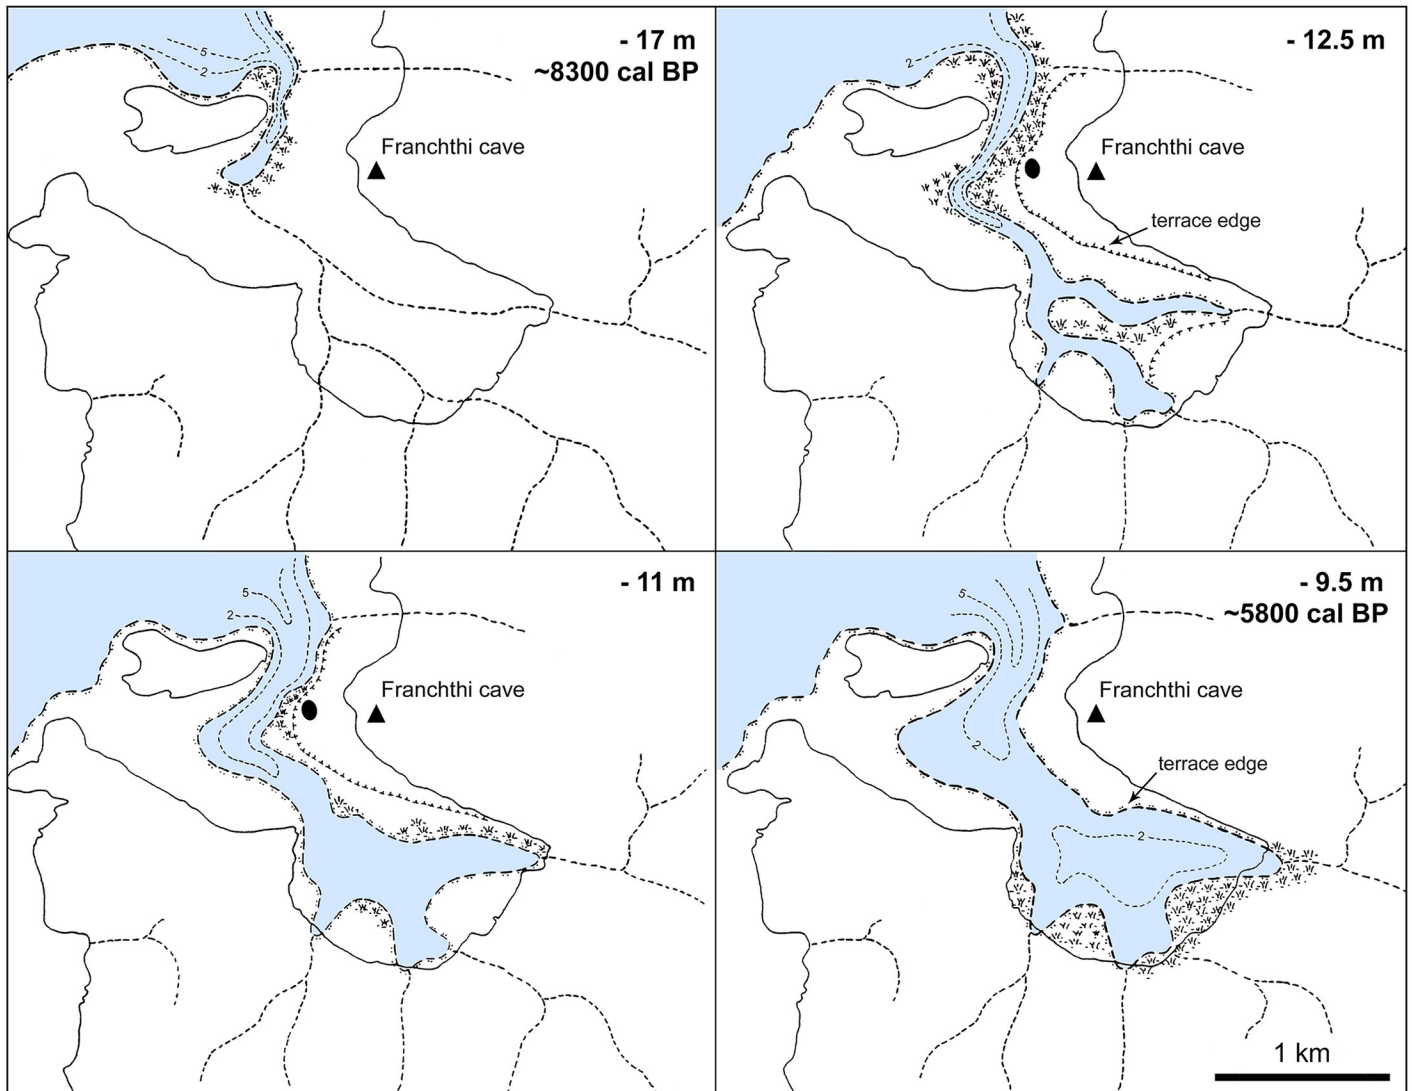 - 17 m
~8300 cal BP
5
2
Franchthi cave
- 12.5 m
2
Franchthi cave
terrace edge
- 11 m
5
2
Franchthi cave
- 9.5 m
~5800 cal BP
5
2
Franchthi cave
terrace edge
2
1 km